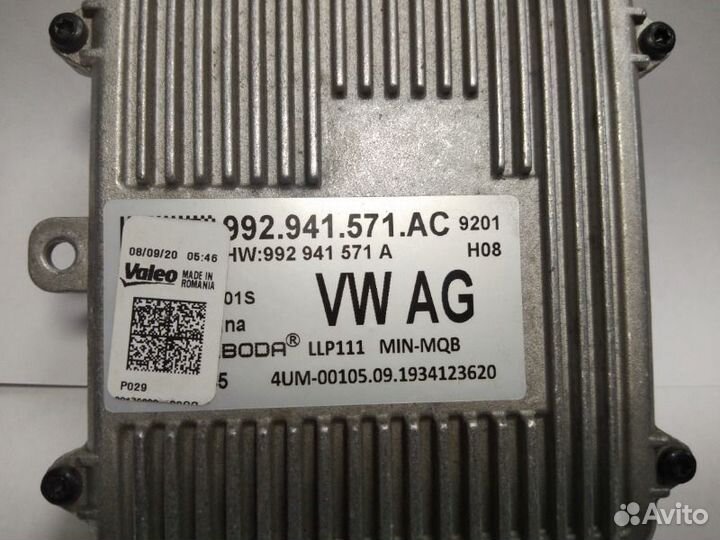 992.941.571.AC 9201
HW:992 941 571 A H08
08/09/20 05:46
Valeo MADE IN
ROMANIA
01S
VW AG
na
BODA® LLP111 MIN-MQB
5 4UM-00105.09.1934123620
P029
Avito